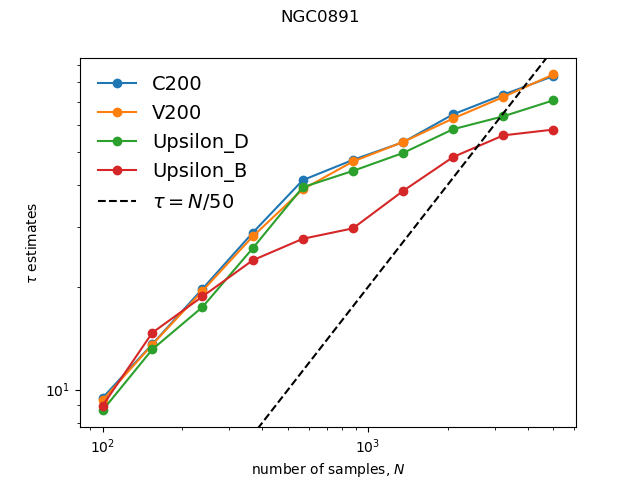 NGC0891
C200
V200
Upsilon_D
Upsilon_B
τ = N/50
τ estimates
10¹
10² 10³
number of samples, N